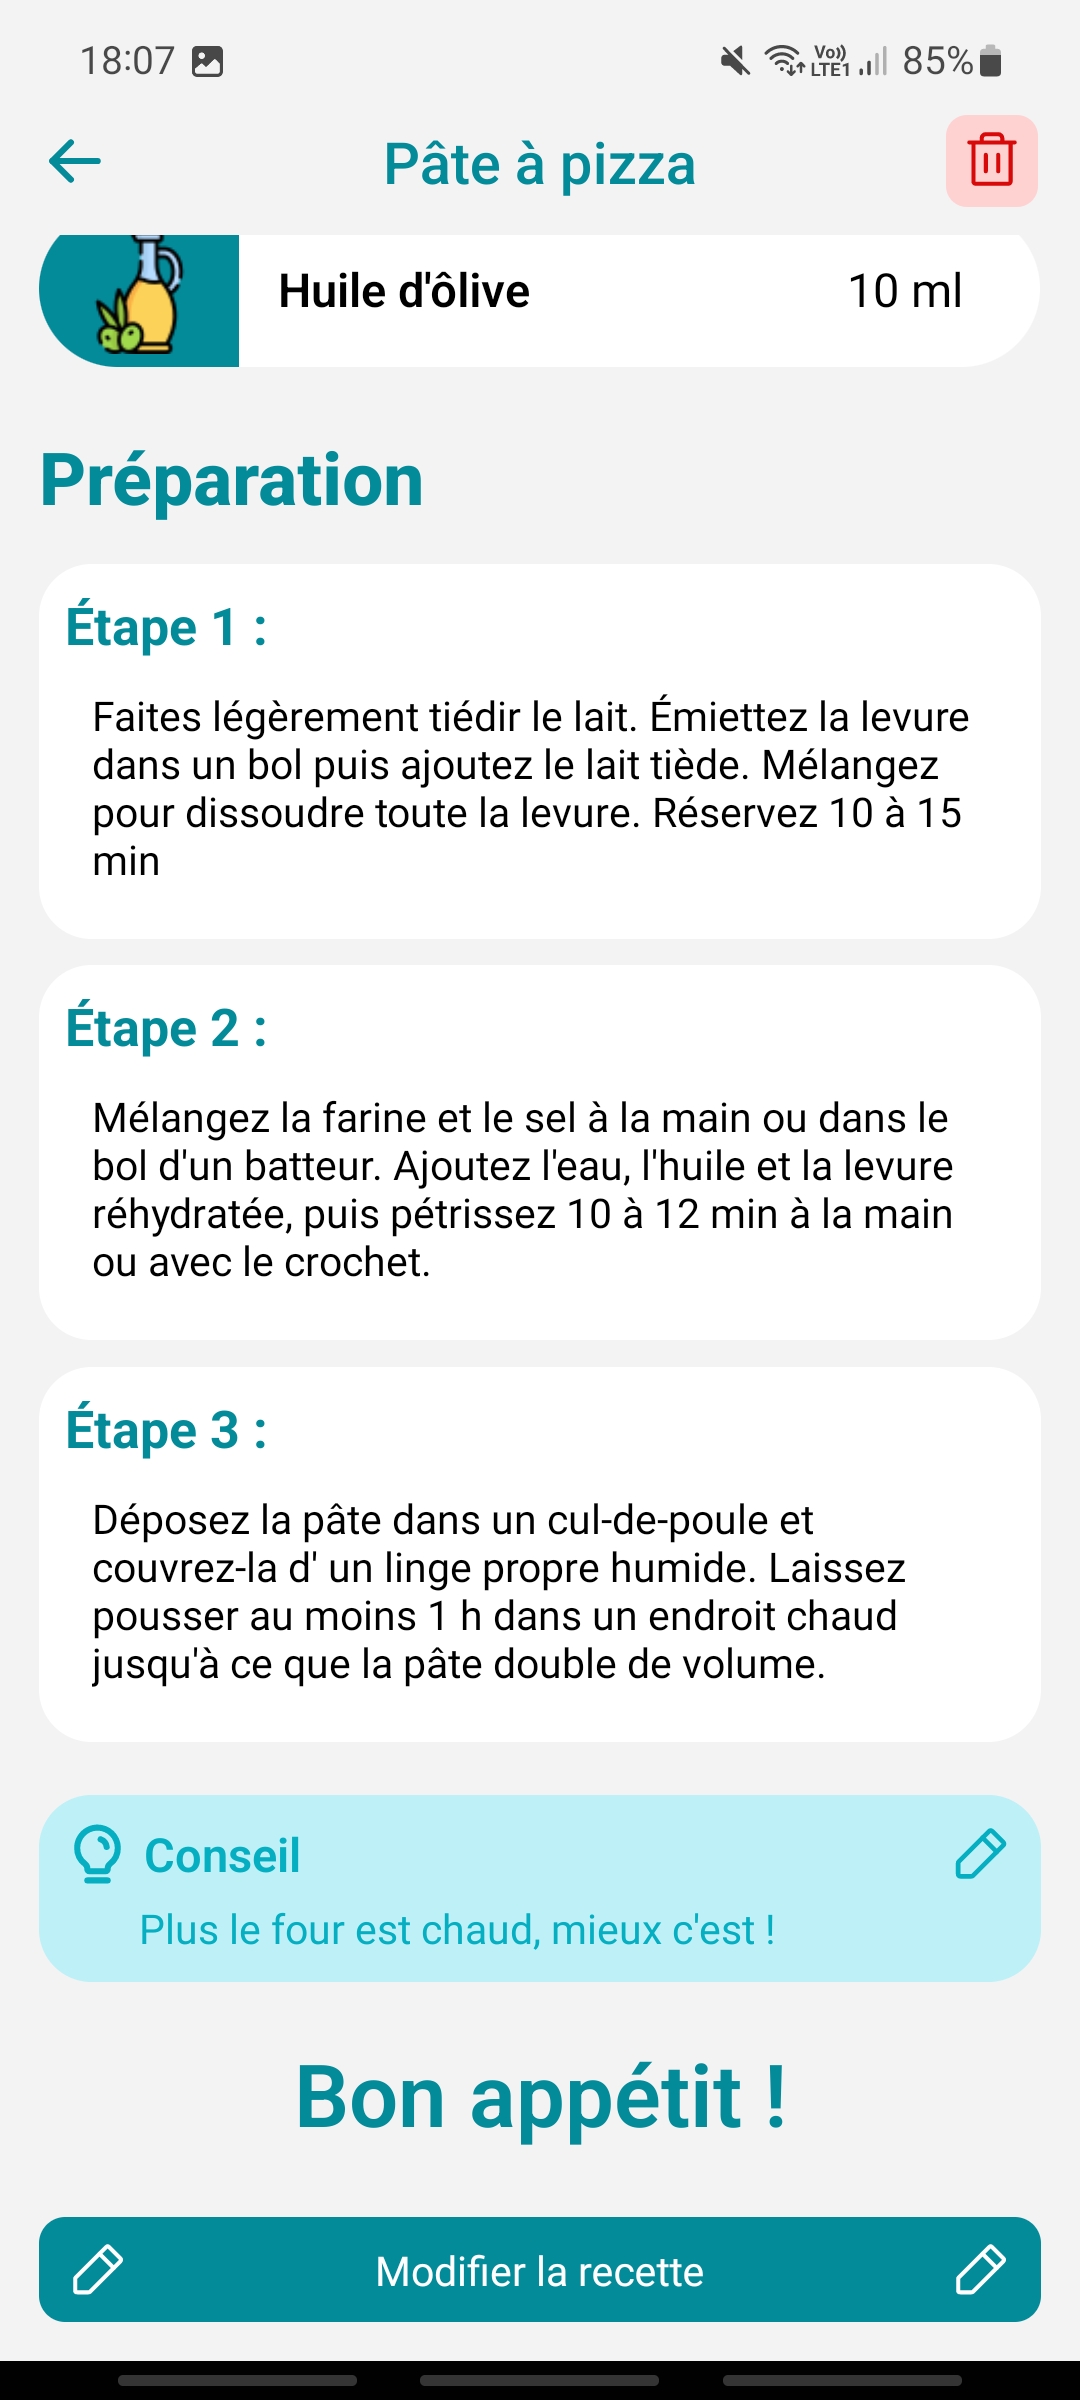 18:07
Vo))
LTE1
85%
Pâte à pizza
Huile d'ôlive
10 ml
Préparation
Étape 1 :
Faites légèrement tiédir le lait. Émiettez la levure
dans un bol puis ajoutez le lait tiède. Mélangez
pour dissoudre toute la levure. Réservez 10 à 15
min
Étape 2 :
Mélangez la farine et le sel à la main ou dans le
bol d'un batteur. Ajoutez l'eau, l'huile et la levure
réhydratée, puis pétrissez 10 à 12 min à la main
ou avec le crochet.
Étape 3 :
Déposez la pâte dans un cul-de-poule et
couvrez-la d' un linge propre humide. Laissez
pousser au moins 1 h dans un endroit chaud
jusqu'à ce que la pâte double de volume.
Conseil
Plus le four est chaud, mieux c'est !
Bon appétit !
Modifier la recette